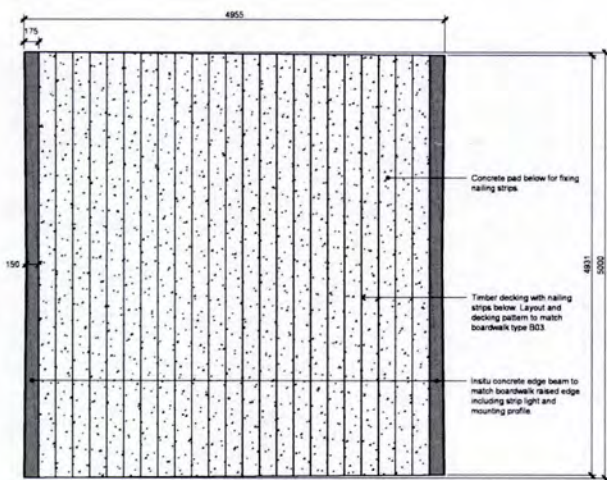 4955
175
Concrete pad below for fixing
nailing strips.
150
4931
5000
Timber decking with nailing
strips below. Layout and
decking pattern to match
boardwalk type B03.
Insitu concrete edge beam to
match boardwalk raised edge
including strip light and
mounting profile.